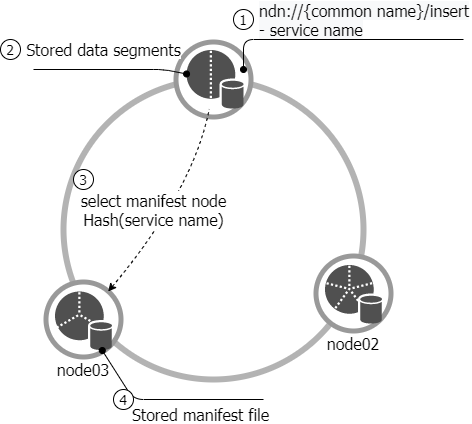 1 ndn://{common name}/insert
- service name
2 Stored data segments
3
select manifest node
Hash(service name)
node02
node03
4
Stored manifest file